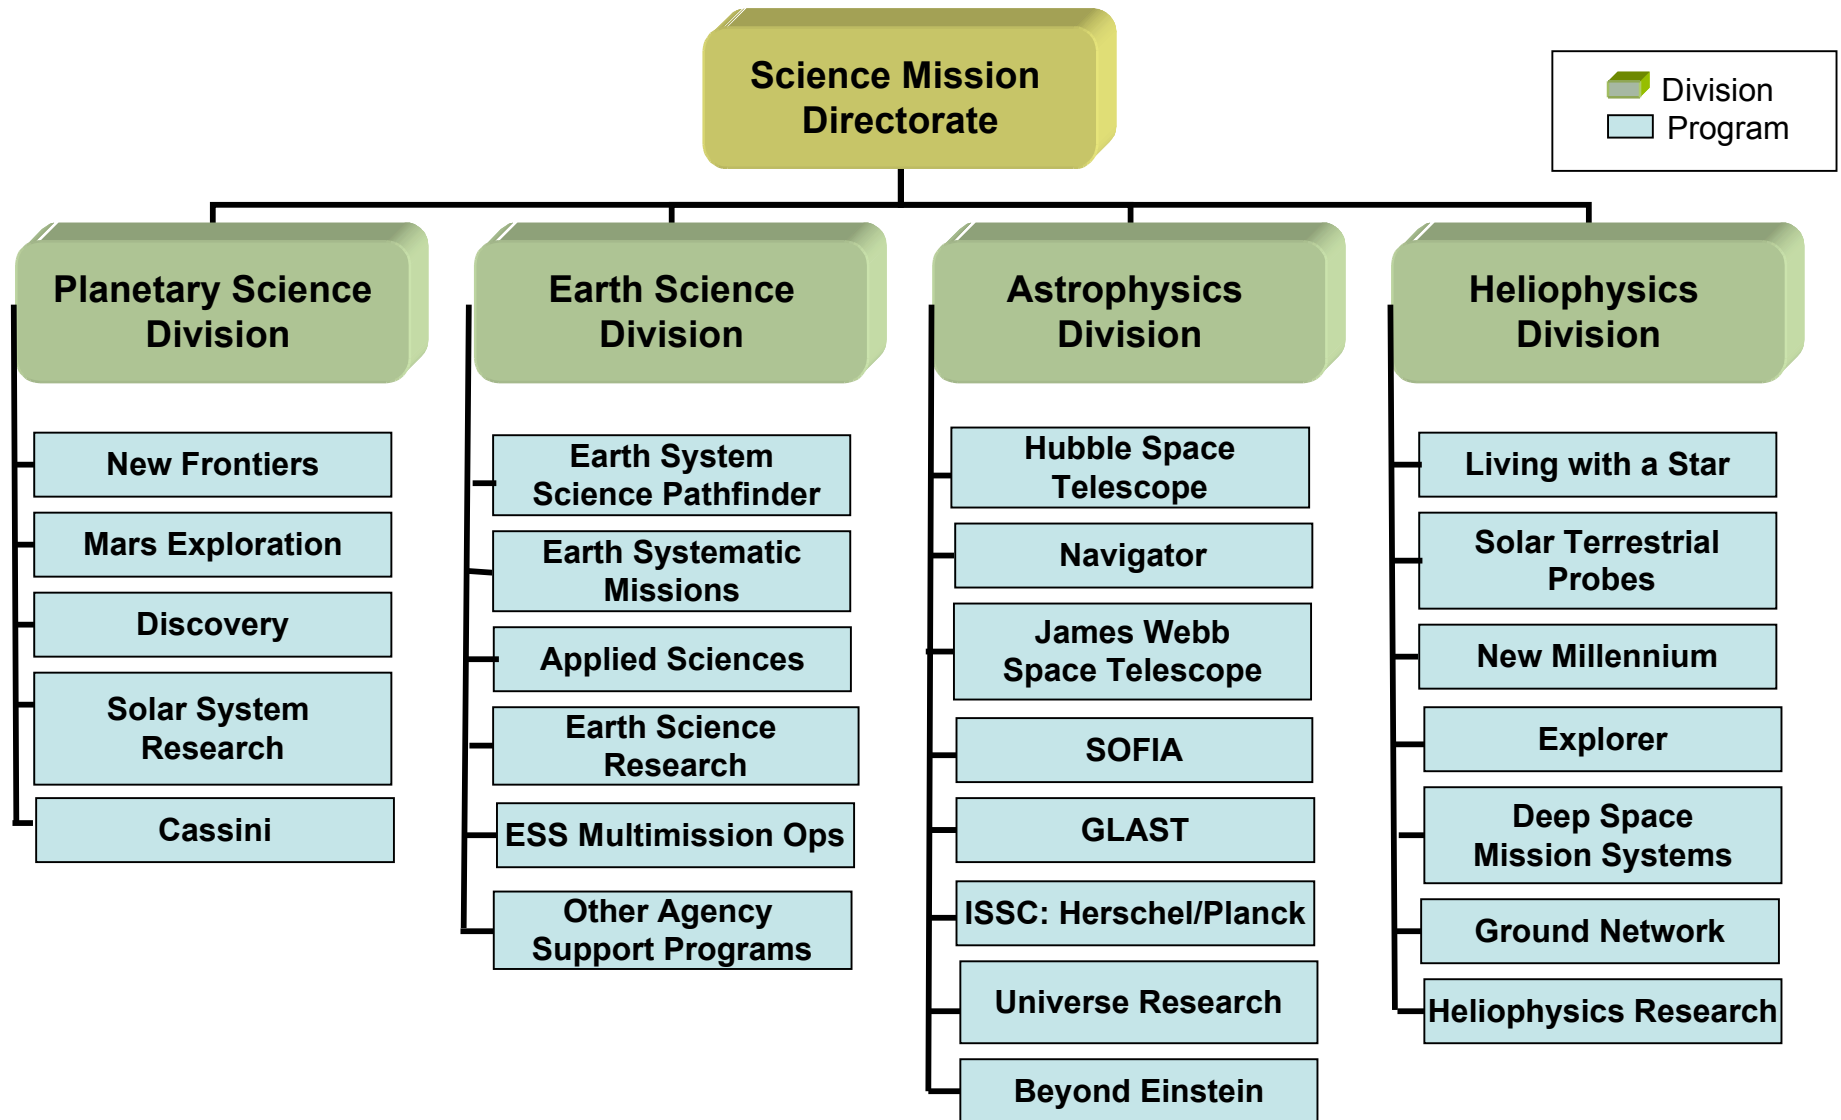 Science Mission
Directorate
Division
Program
Planetary Science
Division
New Frontiers
Mars Exploration
Discovery
Solar System
Research
Cassini
Earth Science
Division
Earth System
Science Pathfinder
Earth Systematic
Missions
Applied Sciences
Earth Science
Research
ESS Multimission Ops
Other Agency
Support Programs
Astrophysics
Division
Hubble Space
Telescope
Navigator
James Webb
Space Telescope
SOFIA
GLAST
ISSC: Herschel/Planck
Universe Research
Beyond Einstein
Heliophysics
Division
Living with a Star
Solar Terrestrial
Probes
New Millennium
Explorer
Deep Space
Mission Systems
Ground Network
Heliophysics Research